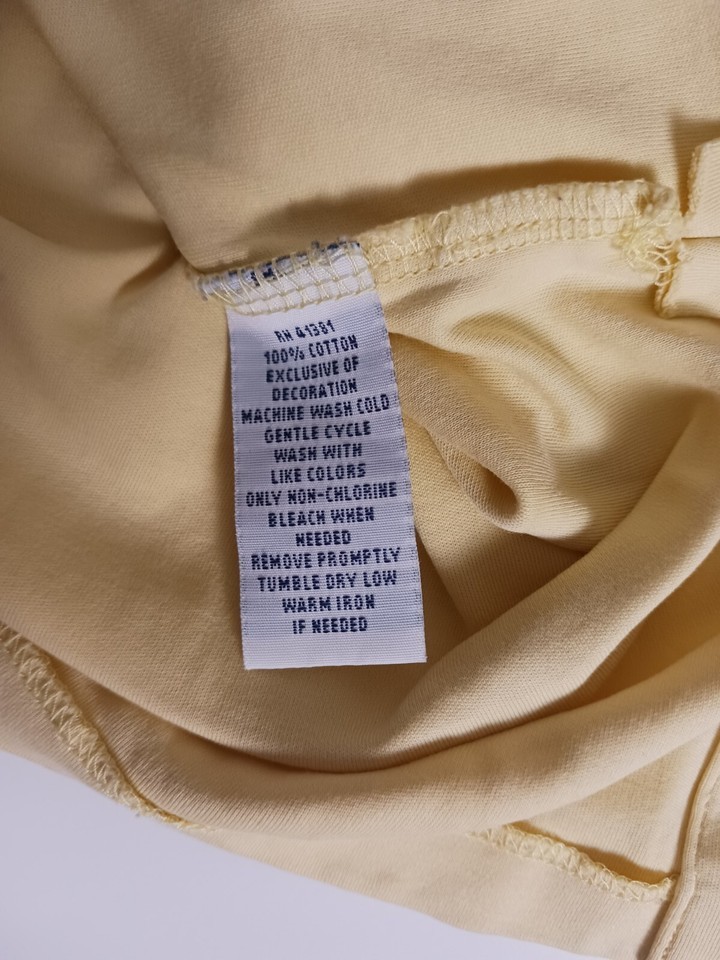 RN 41381
100% COTTON
EXCLUSIVE OF
DECORATION
MACHINE WASH COLD
GENTLE CYCLE
WASH WITH
LIKE COLORS
ONLY NON-CHLORINE
BLEACH WHEN
NEEDED
REMOVE PROMPTLY
TUMBLE DRY LOW
WARM IRON
IF NEEDED